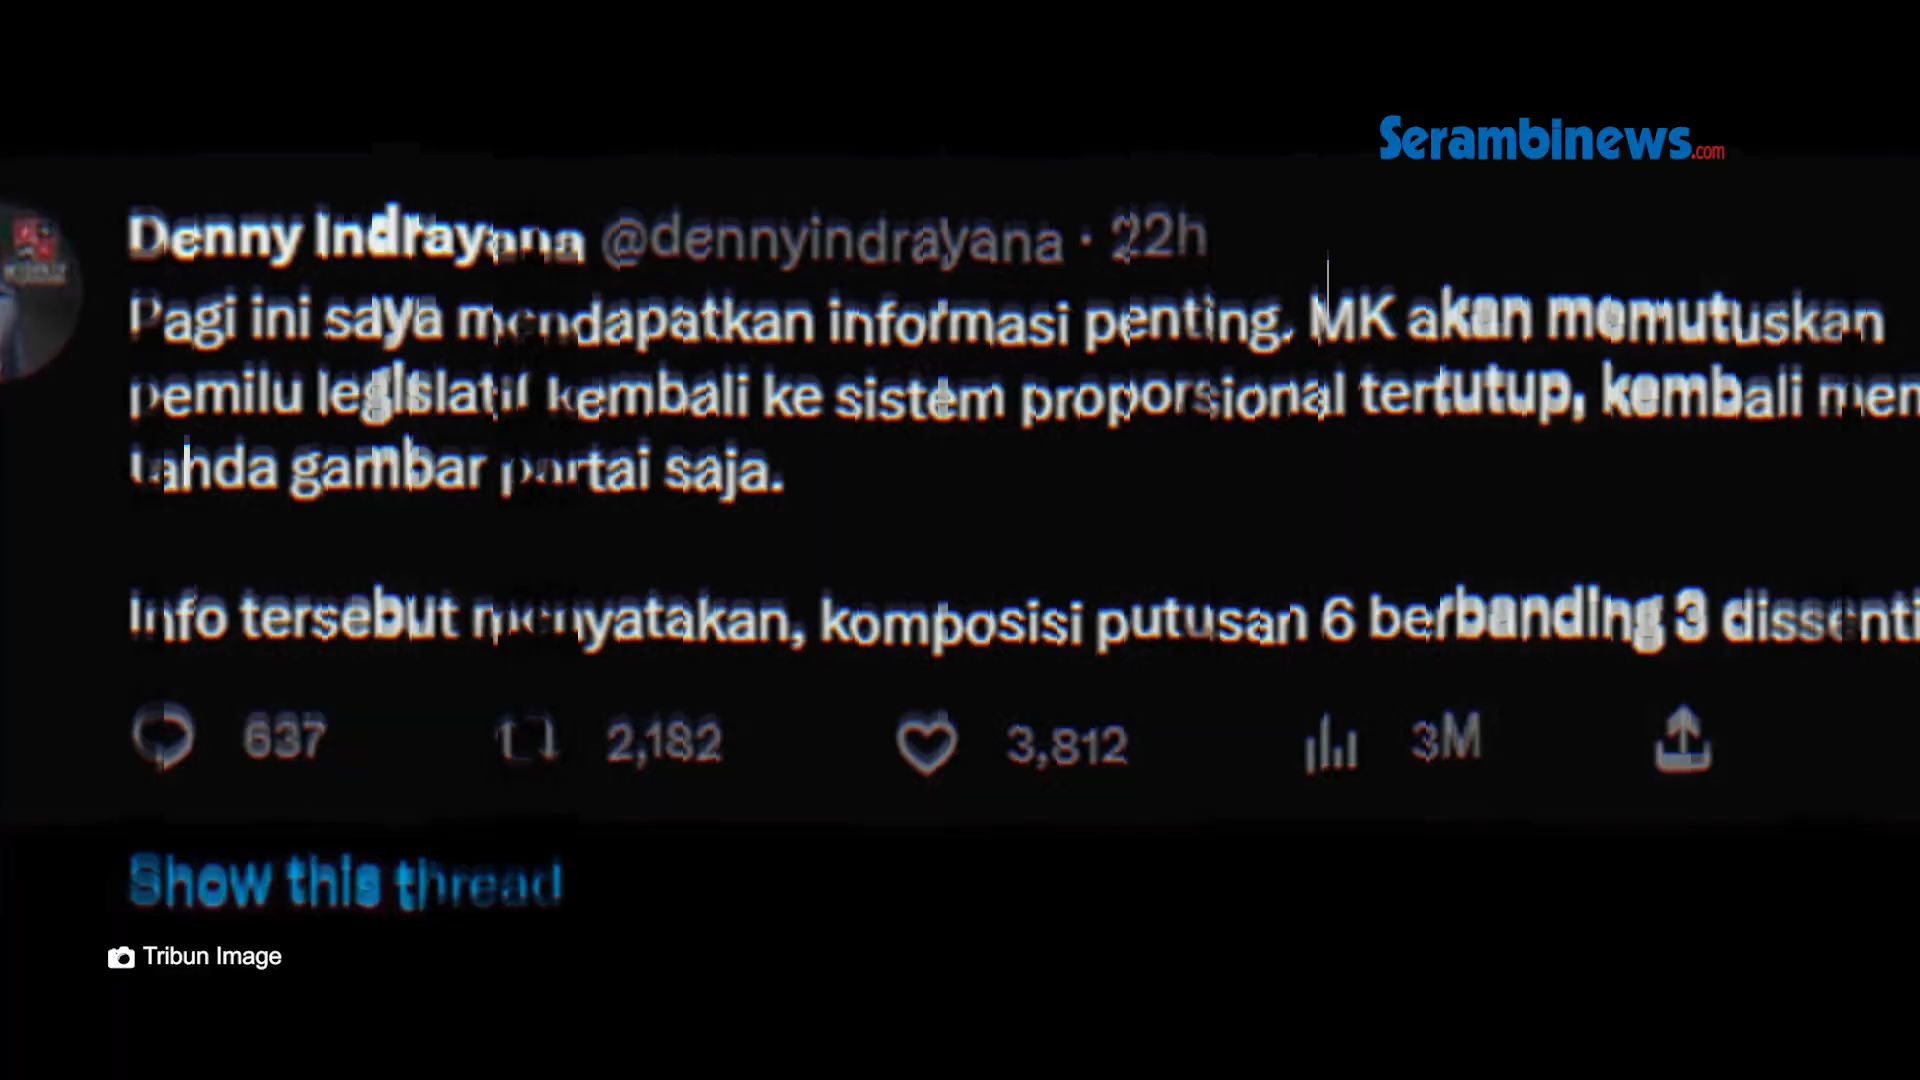 Serambinews.com
Denny Indrayana @dennyindrayana · 22h
Pagi ini saya mendapatkan informasi penting. MK akan memutuskan
pemilu legislatif kembali ke sistem proporsional tertutup, kembali
tanda gambar partai saja.
Info tersebut menyatakan, komposisi putusan 6 berbanding 3
637 2,182 3,812 3M
Show this thread
Tribun Image